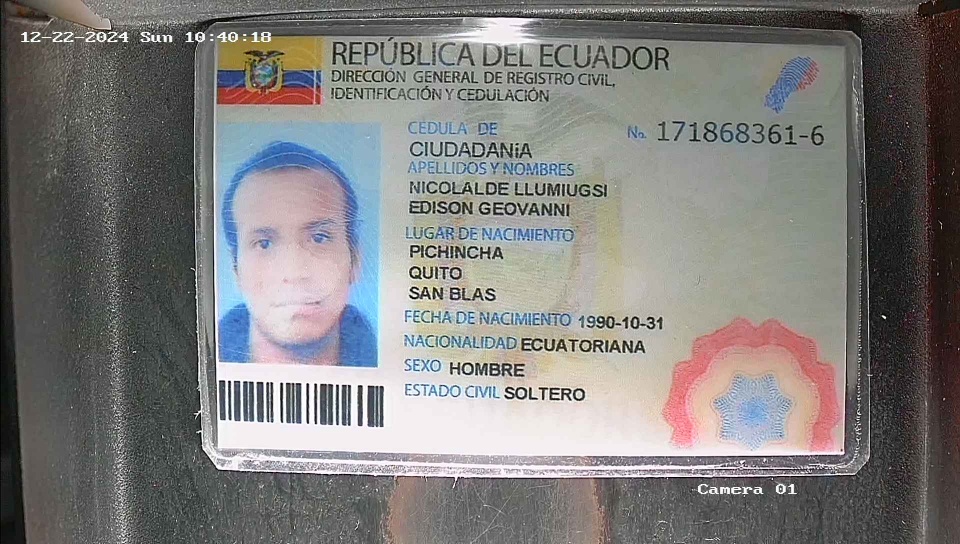 12-22-2024 Sun 10:40:18
REPÚBLICA DEL ECUADOR
DIRECCIÓN GENERAL DE REGISTRO CIVIL,
IDENTIFICACIÓN Y CEDULACIÓN
CÉDULA DE
No. 171868361-6
CIUDADANíA
APELLIDOS Y NOMBRES
NICOLALDE LLUMIUGSI
EDISON GEOVANNI
LUGAR DE NACIMIENTO
PICHINCHA
QUITO
SAN BLAS
FECHA DE NACIMIENTO 1990-10-31
NACIONALIDAD ECUATORIANA
SEXO HOMBRE
ESTADO CIVIL SOLTERO
Camera 01